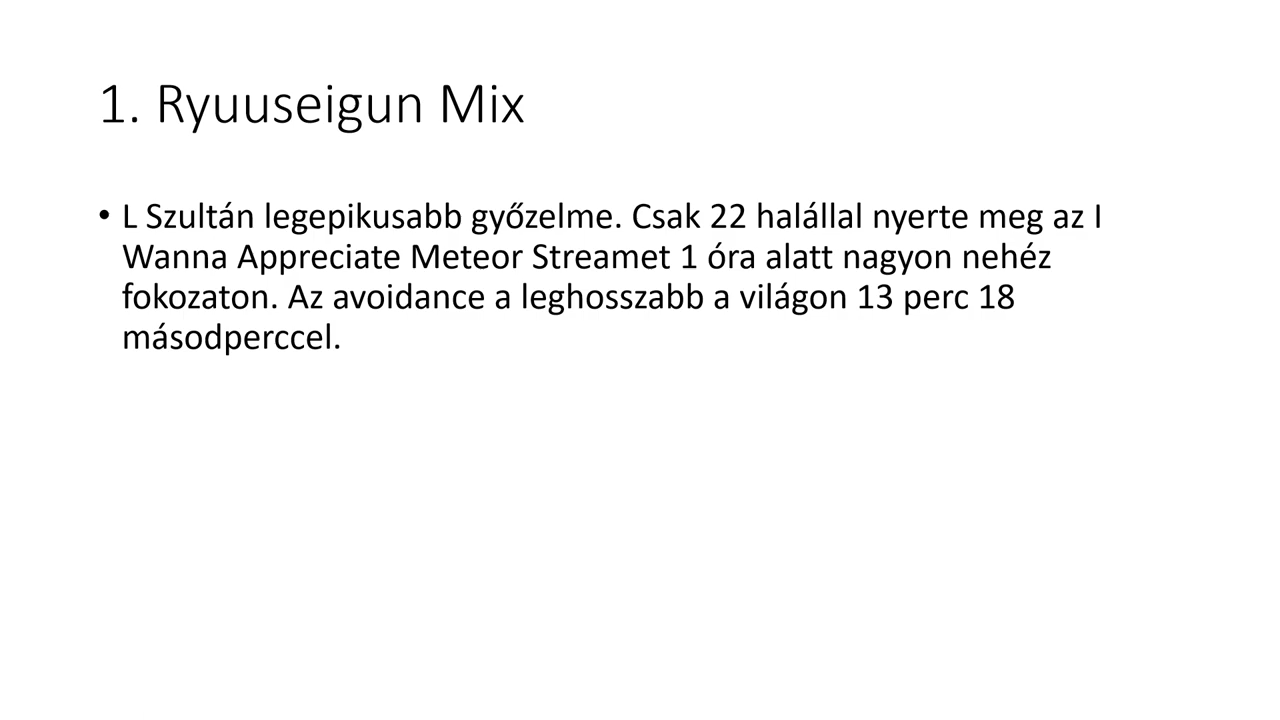 1. Ryuuseigun Mix
• L Szultán legepikusabb győzelme. Csak 22 halállal nyerte meg az I
Wanna Appreciate Meteor Streamet 1 óra alatt nagyon nehéz
fokozaton. Az avoidance a leghosszabb a világon 13 perc 18
másodperccel.